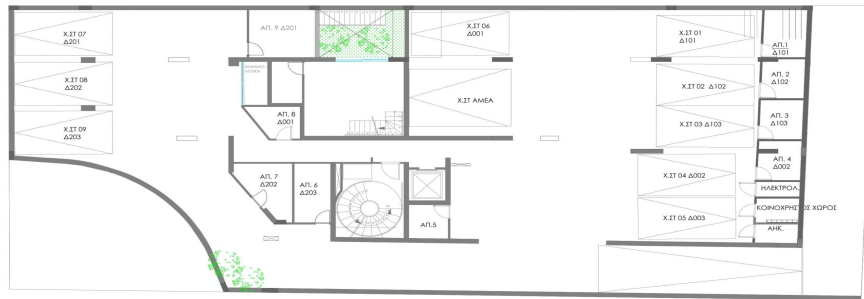 Χ.ΣΤ 07
Δ201
ΑΠ. 9 Δ201
Χ.ΣΤ 06
Δ001
Χ.ΣΤ 01
Δ101
ΑΠ.1
Δ101
Χ.ΣΤ 08
Δ202
Χ.ΣΤ ΑΜΕΑ
Χ.ΣΤ 02 Δ102
ΑΠ. 2
Δ102
Χ.ΣΤ 09
Δ203
ΑΠ. 8
Δ001
Χ.ΣΤ 03 Δ103
ΑΠ. 3
Δ103
ΑΠ. 7
Δ202
ΑΠ. 6
Δ203
ΑΠ.5
Χ.ΣΤ 04 Δ002
ΑΠ. 4
Δ002
ΗΛΕΚΤΡΟΛ.
Χ.ΣΤ 05 Δ003
ΚΟΙΝΟΧΡΗΣΤΟΣ ΧΩΡΟΣ
ΑΗΚ.